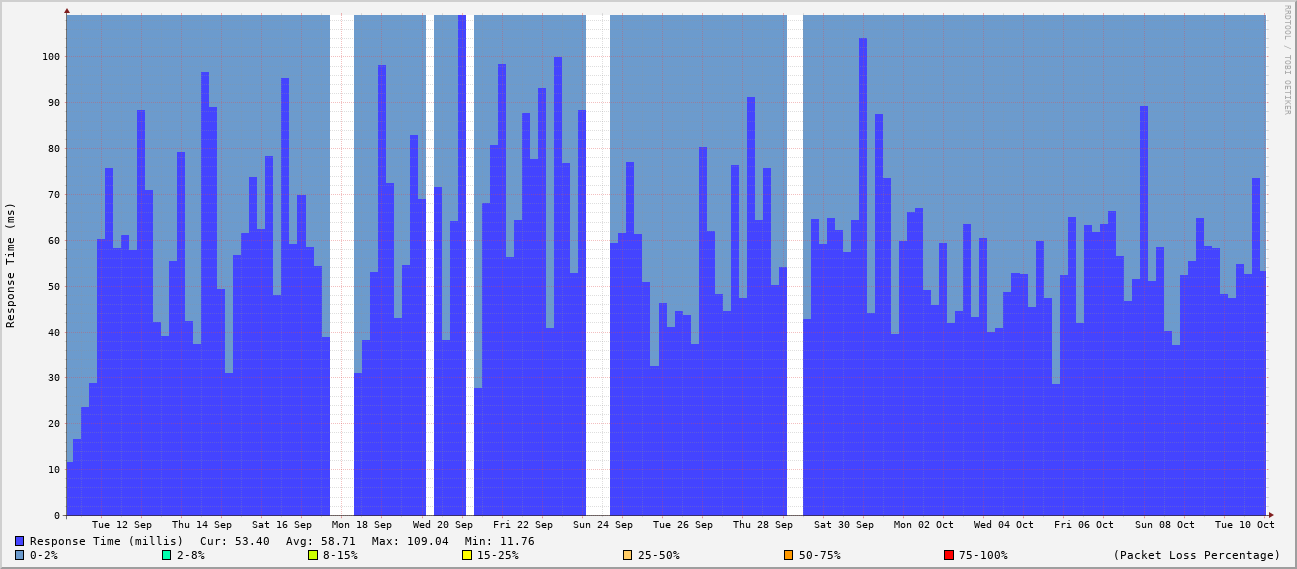 RRDTOOL / TOBI OETIKER
Response Time (ms)
100
90
80
70
60
50
40
30
20
10
0
Tue 12 Sep Thu 14 Sep Sat 16 Sep Mon 18 Sep Wed 20 Sep Fri 22 Sep Sun 24 Sep Tue 26 Sep Thu 28 Sep Sat 30 Sep Mon 02 Oct Wed 04 Oct Fri 06 Oct Sun 08 Oct Tue 10 Oct
Response Time (millis) Cur: 53.40 Avg: 58.71 Max: 109.04 Min: 11.76
0-2% 2-8% 8-15% 15-25% 25-50% 50-75% 75-100% (Packet Loss Percentage)